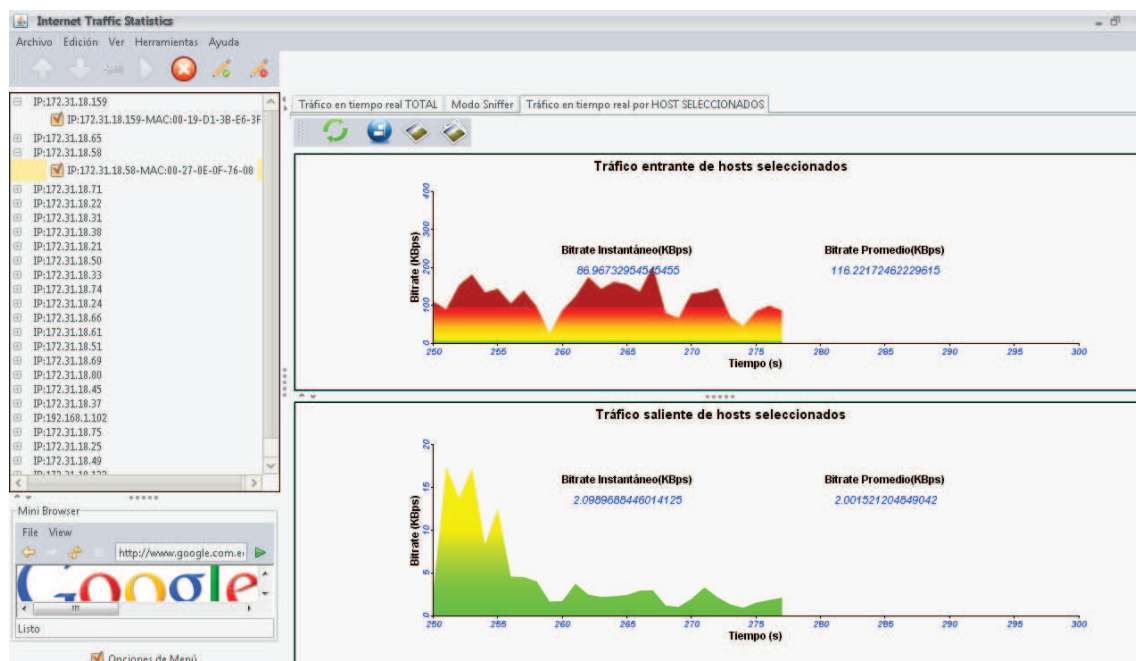 Internet Traffic Statistics
Archivo Edición Ver Herramientas Ayuda
IP:172.31.18.159
IP:172.31.18.159-MAC:00-19-D1-3B-E6-3F
IP:172.31.18.65
IP:172.31.18.58
IP:172.31.18.58-MAC:00-27-0E-0F-76-08
IP:172.31.18.71
IP:172.31.18.22
IP:172.31.18.31
IP:172.31.18.38
IP:172.31.18.21
IP:172.31.18.50
IP:172.31.18.33
IP:172.31.18.74
IP:172.31.18.24
IP:172.31.18.66
IP:172.31.18.61
IP:172.31.18.51
IP:172.31.18.69
IP:172.31.18.80
IP:172.31.18.45
IP:172.31.18.37
IP:192.168.1.102
IP:172.31.18.75
IP:172.31.18.25
IP:172.31.18.49
Mini Browser
File View
http://www.google.com.e
Google
Listo
Opciones de Menú
Tráfico en tiempo real TOTAL Modo Sniffer Tráfico en tiempo real por HOST SELECCIONADOS
Tráfico entrante de hosts seleccionados
Bitrate (KBps)
400
300
200
100
0
Bitrate Instantáneo(KBps) Bitrate Promedio(KBps)
86.96732954545455 116.22172462229615
250 255 260 265 270 275 280 285 290 295 300
Tiempo (s)
Tráfico saliente de hosts seleccionados
Bitrate (KBps)
20
15
10
5
0
Bitrate Instantáneo(KBps) Bitrate Promedio(KBps)
2.0989688446014125 2.001521204849042
250 255 260 265 270 275 280 285 290 295 300
Tiempo (s)